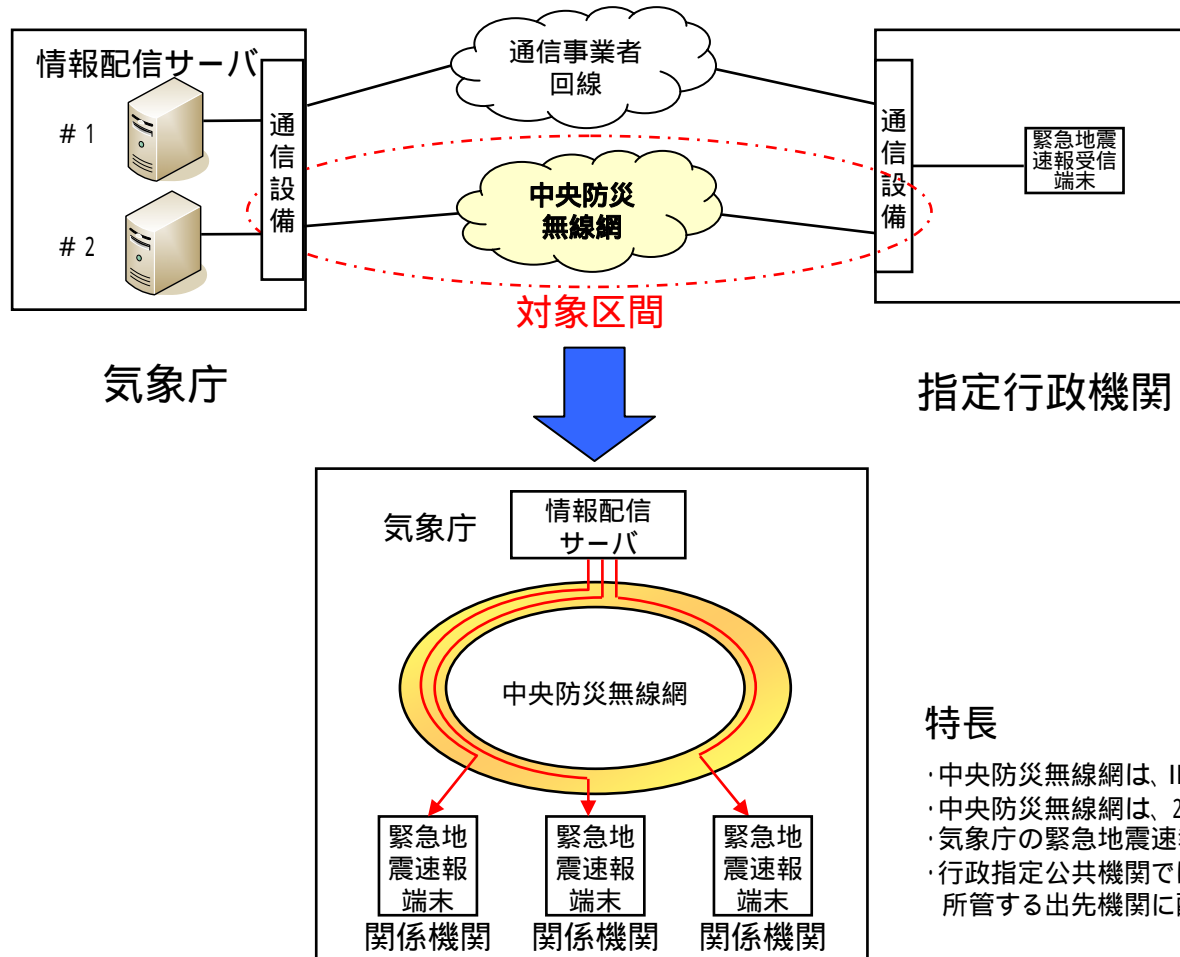 情報配信サーバ
＃1
＃2
通信設備
通信事業者
回線
中央防災
無線網
対象区間
通信設備
緊急地震
速報受信
端末
気象庁
指定行政機関
気象庁
情報配信
サーバ
中央防災無線網
緊急地
震速報
端末
関係機関
緊急地
震速報
端末
関係機関
緊急地
震速報
端末
関係機関
特長
・中央防災無線網は、I
・中央防災無線網は、2
・気象庁の緊急地震速
・行政指定公共機関で
所管する出先機関に